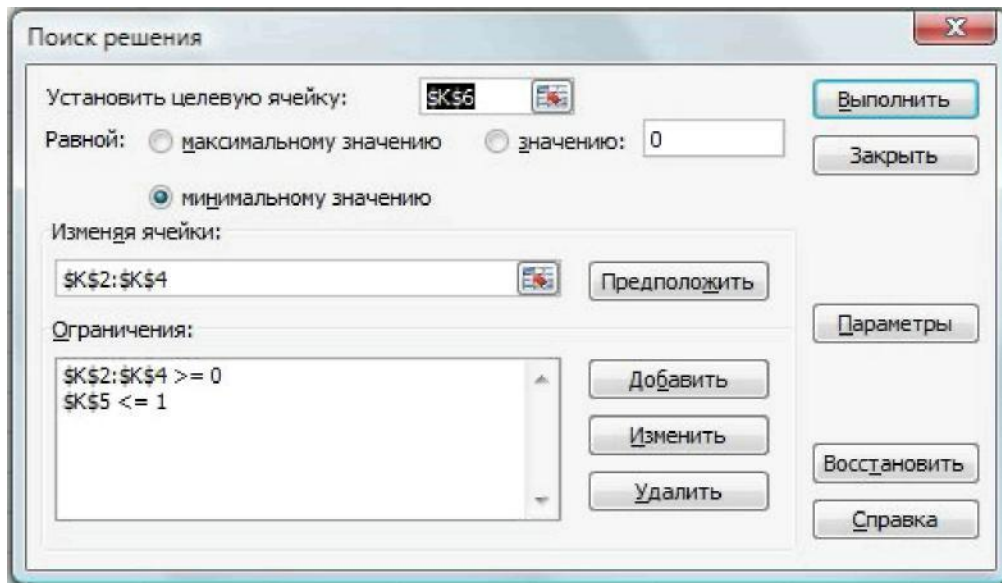 Поиск решения
Установить целевую ячейку: $K$6
Выполнить
Равной: максимальному значению значению: 0
Закрыть
минимальному значению
Изменяя ячейки:
$K$2:$K$4 Предположить
Параметры
Ограничения:
$K$2:$K$4 >= 0
$K$5 <= 1
Добавить
Изменить
Удалить
Восстановить
Справка